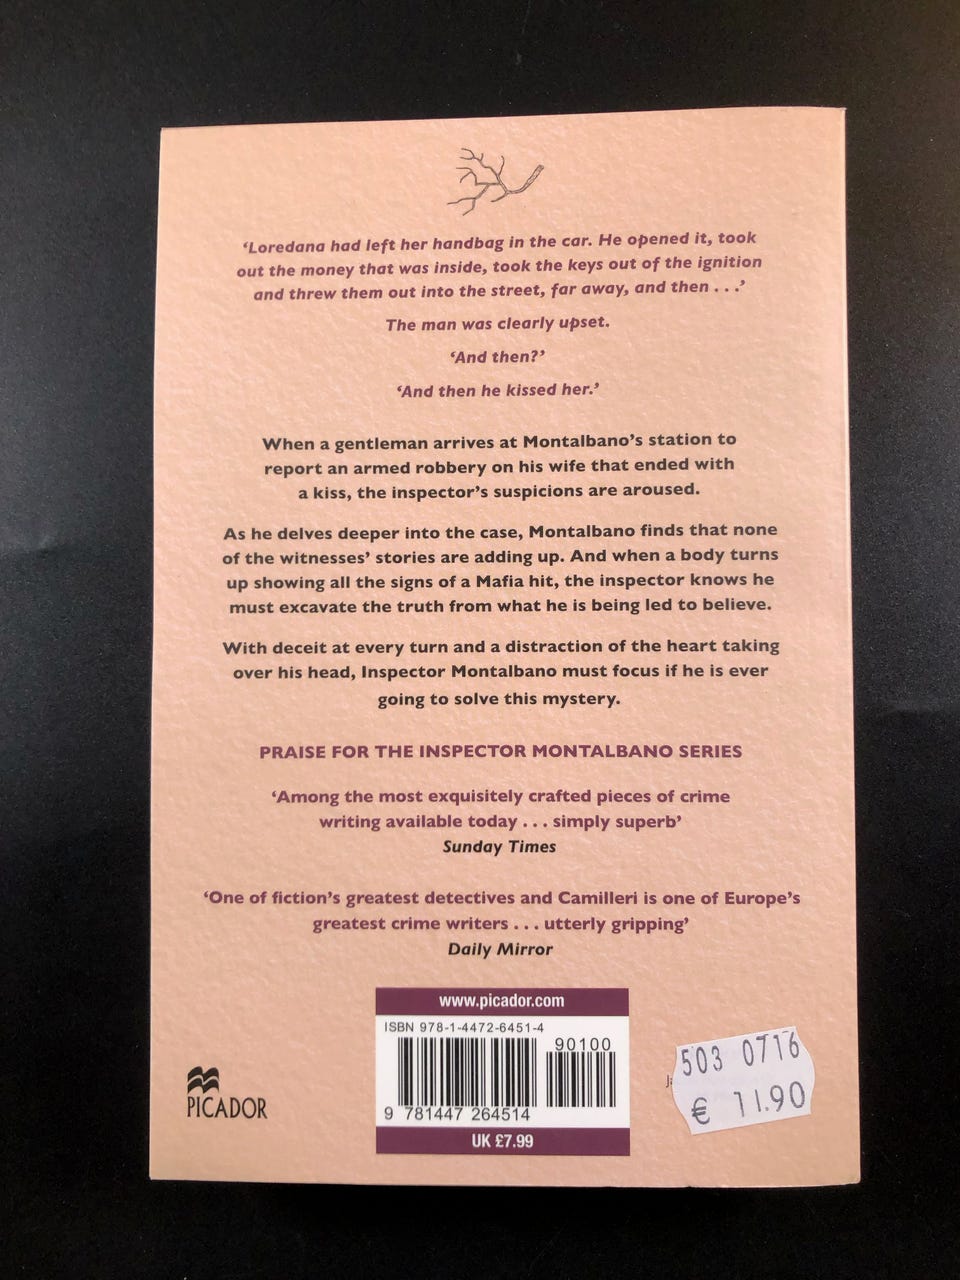 ‘Loredana had left her handbag in the car. He opened it, took
out the money that was inside, took the keys out of the ignition
and threw them out into the street, far away, and then . . .’
The man was clearly upset.
‘And then?’
‘And then he kissed her.’
When a gentleman arrives at Montalbano’s station to
report an armed robbery on his wife that ended with
a kiss, the inspector’s suspicions are aroused.
As he delves deeper into the case, Montalbano finds that none
of the witnesses’ stories are adding up. And when a body turns
up showing all the signs of a Mafia hit, the inspector knows he
must excavate the truth from what he is being led to believe.
With deceit at every turn and a distraction of the heart taking
over his head, Inspector Montalbano must focus if he is ever
going to solve this mystery.
PRAISE FOR THE INSPECTOR MONTALBANO SERIES
‘Among the most exquisitely crafted pieces of crime
writing available today . . . simply superb’
Sunday Times
‘One of fiction’s greatest detectives and Camilleri is one of Europe’s
greatest crime writers . . . utterly gripping’
Daily Mirror
www.picador.com
ISBN 978-1-4472-6451-4
90100
9 781447 264514
UK £7.99
PICADOR
503 0716
€ 11.90